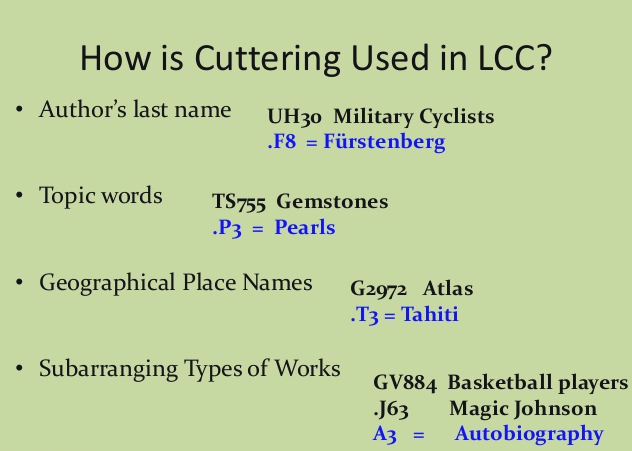 How is Cuttering Used in LCC?
• Author's last name
UH30 Military Cyclists
.F8 = Fürstenberg
• Topic words
TS755 Gemstones
.P3 = Pearls
• Geographical Place Names
G2972 Atlas
.T3 = Tahiti
• Subarranging Types of Works
GV884 Basketball players
.J63 Magic Johnson
A3 = Autobiography